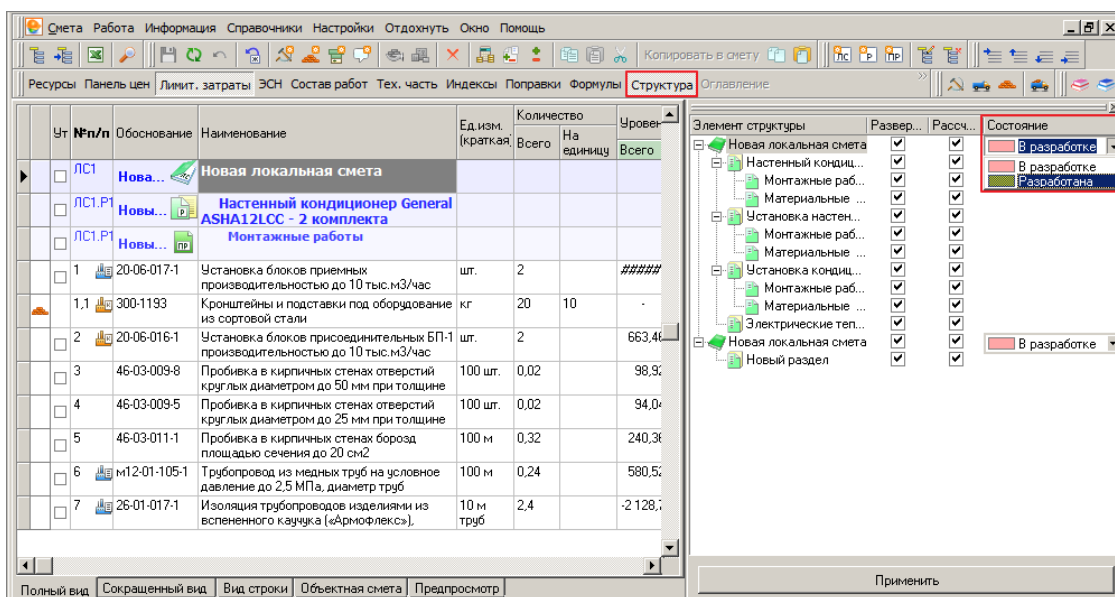 Смета Работа Информация Справочники Настройки Отдохнуть Окно Помощь
Копировать в смету
ЛС Р ПР
Ресурсы Панель цен Лимит. затраты ЭСН Состав работ Тех. часть Индексы Поправки Формулы Структура Оглавление
Ут №п/п Обоснование Наименование Ед.изм. (краткая) Количество Уровен
Всего На единицу Всего
ЛС1 Нова... Новая локальная смета
ЛС1.Р1 Новы... Р Настенный кондиционер General
ASHA12LCC - 2 комплекта
ЛС1.Р1 Новы... ПР Монтажные работы
1 20-06-017-1 Установка блоков приемных шт. 2 #####
производительностью до 10 тыс.м3/час
1,1 300-1193 Кронштейны и подставки под оборудование кг 20 10 -
из сортовой стали
2 20-06-016-1 Установка блоков присоединительных БП-1 шт. 2 663,46
производительностью до 10 тыс.м3/час
3 46-03-009-8 Пробивка в кирпичных стенах отверстий 100 шт. 0,02 98,92
круглых диаметром до 50 мм при толщине
4 46-03-009-5 Пробивка в кирпичных стенах отверстий 100 шт. 0,02 94,04
круглых диаметром до 25 мм при толщине
5 46-03-011-1 Пробивка в кирпичных стенах борозд 100 м 0,32 240,36
площадью сечения до 20 см2
6 м12-01-105-1 Трубопровод из медных труб на условное 100 м 0,24 580,52
давление до 2,5 МПа, диаметр труб
7 26-01-017-1 Изоляция трубопроводов изделиями из 10 м 2,4 -2 128,7
вспененного каучука («Армофлекс»), труб
Полный вид Сокращенный вид Вид строки Объектная смета Предпросмотр
Элемент структуры Развер... Рассч... Состояние
Новая локальная смета В разработке
Настенный кондиц... В разработке
Монтажные раб... Разработана
Материальные ...
Установка настен...
Монтажные раб...
Материальные ...
Установка кондиц...
Монтажные раб...
Материальные ...
Электрические теп...
Новая локальная смета В разработке
Новый раздел
Применить